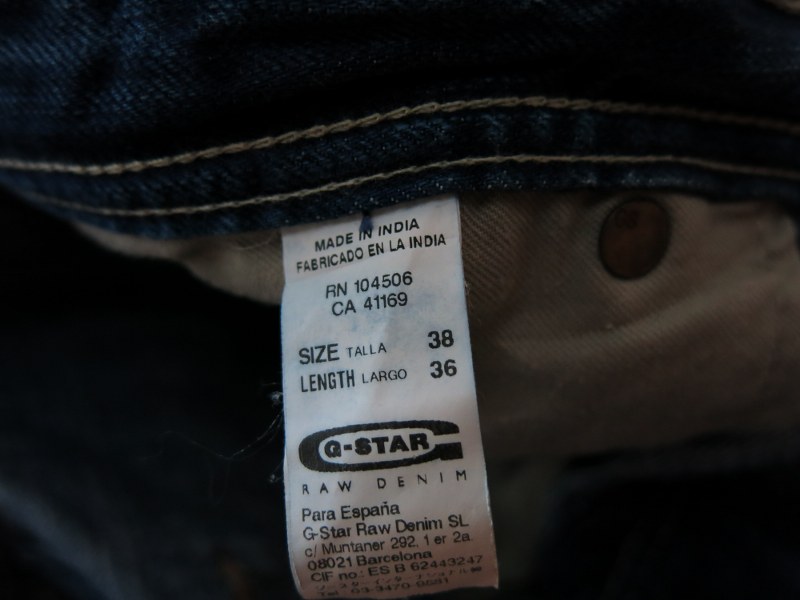 MADE IN INDIA
FABRICADO EN LA INDIA
RN 104506
CA 41169
SIZE TALLA 38
LENGTH LARGO 36
G-STAR
RAW DENIM
Para España
G-Star Raw Denim SL
c/ Muntaner 292, 1 er 2a.
08021 Barcelona
CIF no: ES B 62443247